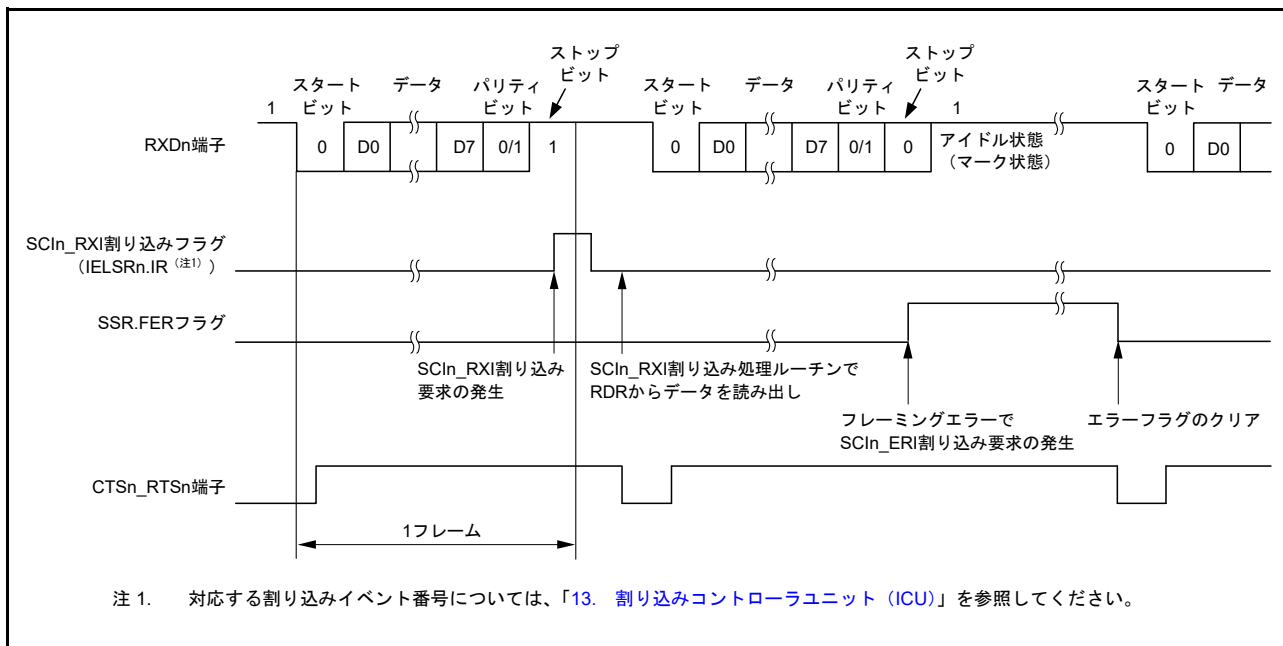 スタート
ビット
データ
パリティ
ビット
ストップ
ビット
スタート
ビット
データ
パリティ
ビット
ストップ
ビット
スタート
ビット
データ
1
1
RXDn端子
0
D0
D7
0/1
1
0
D0
D7
0/1
0
アイドル状態
（マーク状態）
0
D0
SCIn_RXI割り込みフラグ
（IELSRn.IR（注1））
SSR.FERフラグ
SCIn_RXI割り込み
要求の発生
SCIn_RXI割り込み処理ルーチンで
RDRからデータを読み出し
フレーミングエラーで
SCIn_ERI割り込み要求の発生
エラーフラグのクリア
CTSn_RTSn端子
1フレーム
注 1. 対応する割り込みイベント番号については、「13. 割り込みコントローラユニット（ICU）」を参照してください。